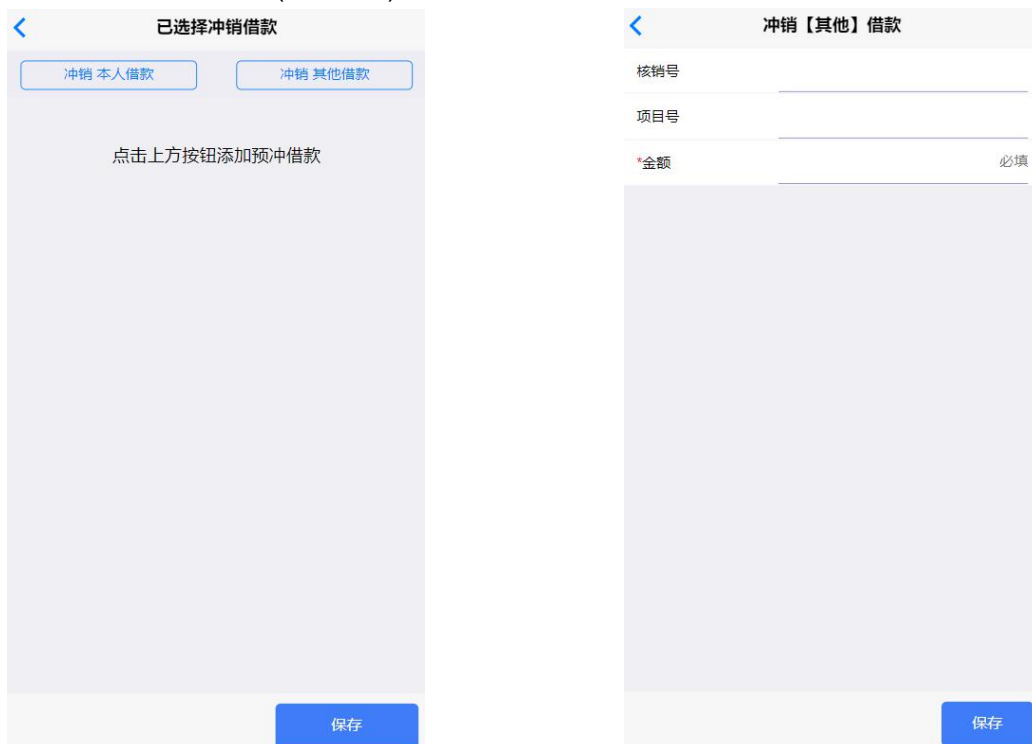 已选择冲销借款
冲销 本人借款
冲销 其他借款
点击上方按钮添加预冲借款
保存
冲销【其他】借款
核销号
项目号
*金额 必填
保存